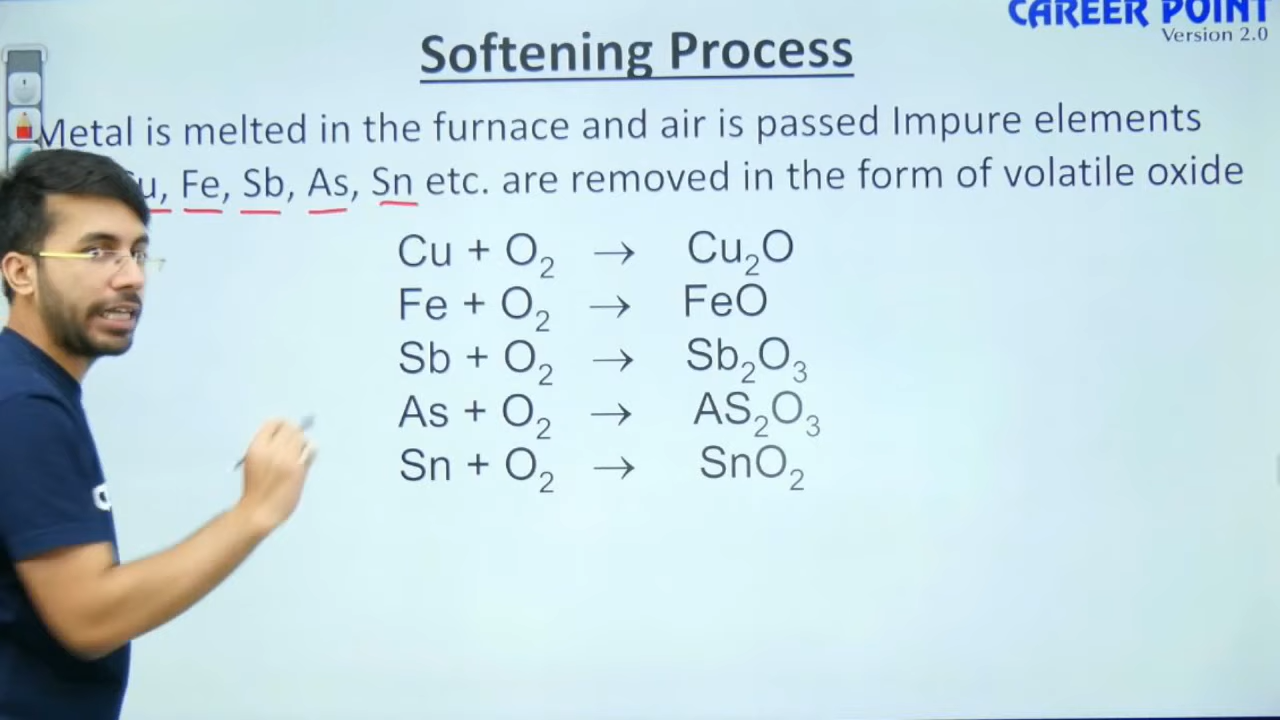 CAREER POINT
Version 2.0
Softening Process
Metal is melted in the furnace and air is passed Impure elements
Fe, Sb, As, Sn etc. are removed in the form of volatile oxide
Cu + O₂ → Cu₂O
Fe + O₂ → FeO
Sb + O₂ → Sb₂O₃
As + O₂ → AS₂O₃
Sn + O₂ → SnO₂